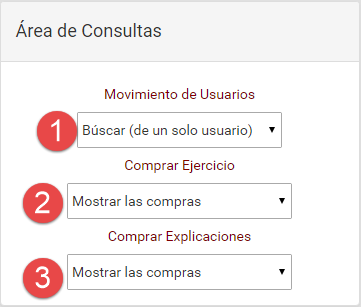 Área de Consultas
Movimiento de Usuarios
1 Búscar (de un solo usuario)
Comprar Ejercicio
2 Mostrar las compras
Comprar Explicaciones
3 Mostrar las compras